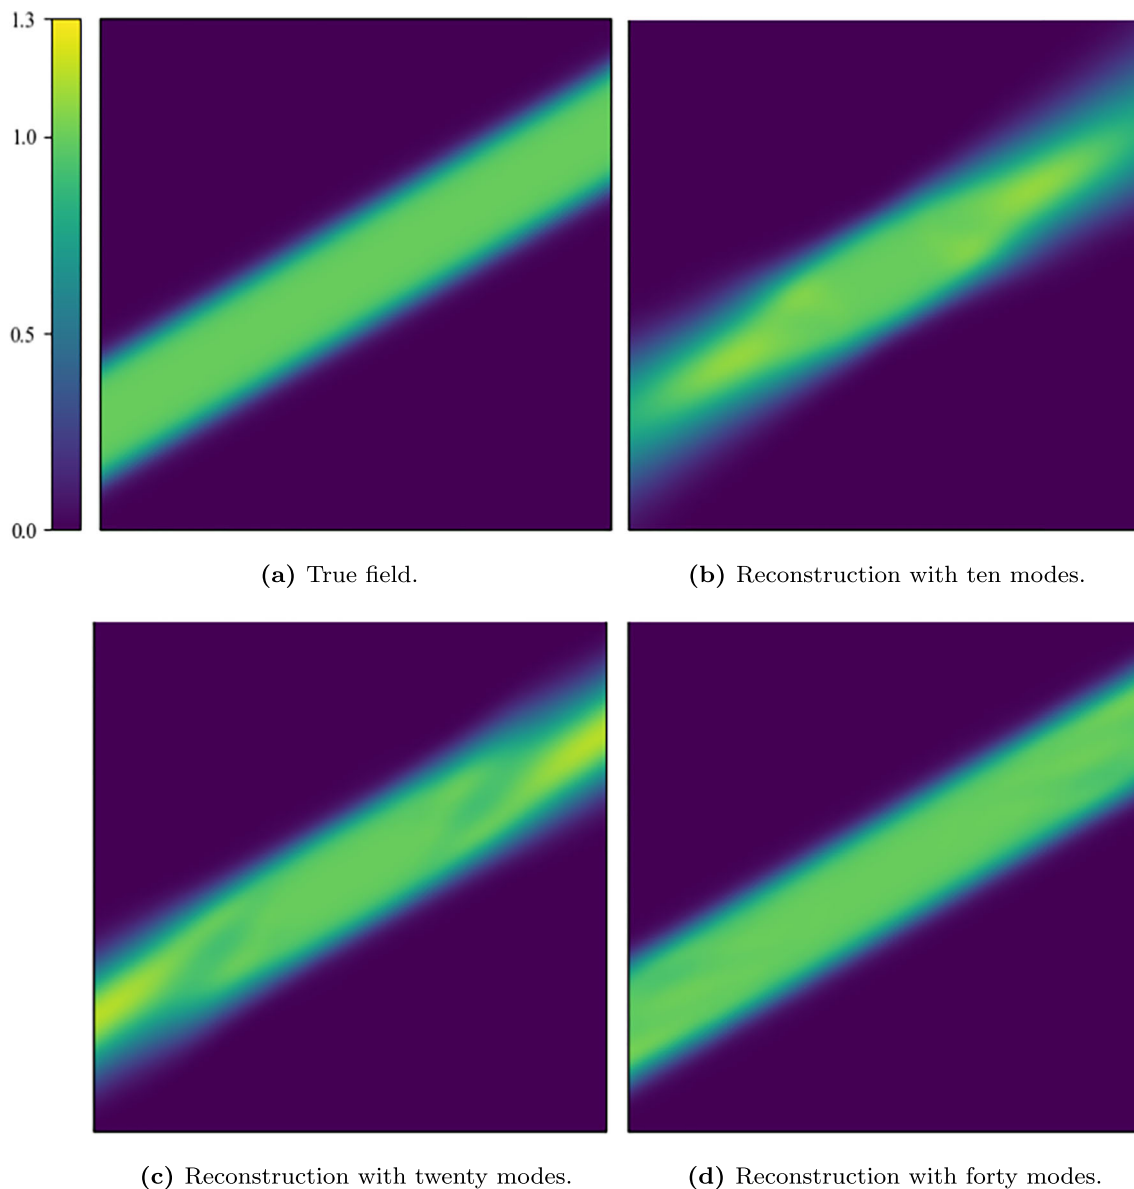 1.3
1.0
0.5
0.0
(a) True field.
(b) Reconstruction with ten modes.
(c) Reconstruction with twenty modes.
(d) Reconstruction with forty modes.